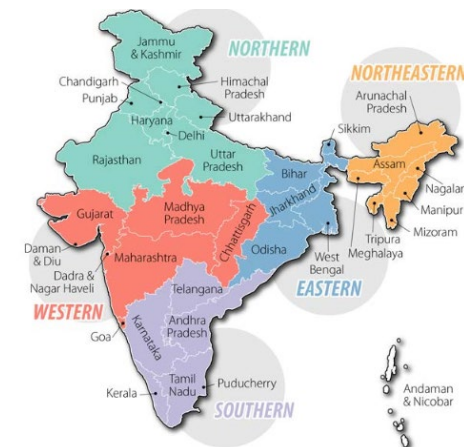 Jammu
& Kashmir
NORTHERN
Chandigarh
Punjab
Himachal
Pradesh
Haryana
Uttarakhand
Delhi
Rajasthan
Uttar
Pradesh
NORTHEASTERN
Arunachal
Pradesh
Sikkim
Assam
Nagalan
Manipur
Mizoram
Tripura
Meghalaya
Bihar
Jharkhand
West
Bengal
Odisha
EASTERN
Gujarat
Madhya
Pradesh
Chhattisgarh
Daman
& Diu
Dadra &
Nagar Haveli
Maharashtra
WESTERN
Goa
Telangana
Karnataka
Andhra
Pradesh
Kerala
Tamil
Nadu
Puducherry
SOUTHERN
Andaman
& Nicobar